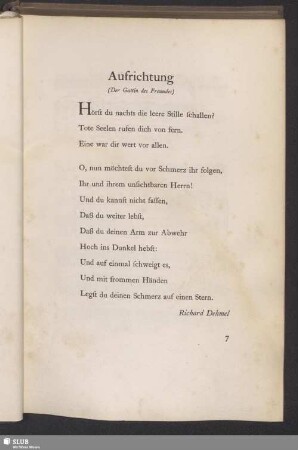 Aufrichtung
(Der Gattin des Freundes)
Hörſt du nachts die leere Stille ſchallen?
Tote Seelen rufen dich von fern.
Eine war dir wert vor allen.
O, nun möchteſt du vor Schmerz ihr folgen,
Ihr und ihrem unſichtbaren Herrn!
Und du kannſt nicht faſſen,
Daß du weiter lebſt,
Daß du deinen Arm zur Abwehr
Hoch ins Dunkel hebſt:
Und auf einmal ſchweigt es,
Und mit frommen Händen
Legſt du deinen Schmerz auf einen Stern.
Richard Dehmel
7
SLUB
Wir führen Wissen.